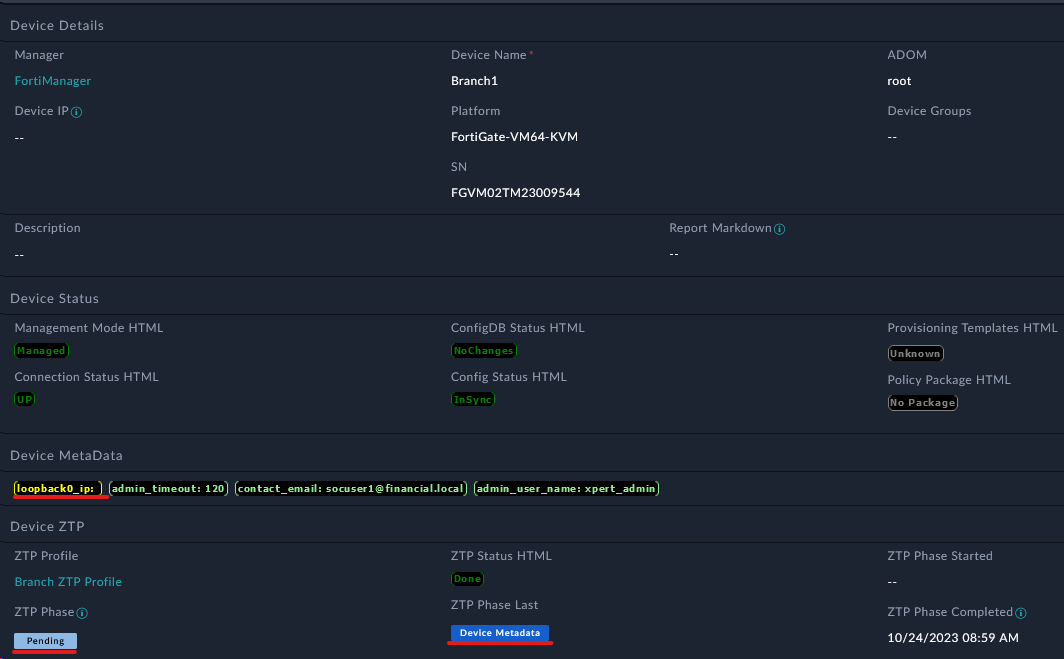 Device Details
Manager Device Name* ADOM
FortiManager Branch1 root
Device IP Platform Device Groups
-- FortiGate-VM64-KVM --
SN
FGVM02TM23009544
Description Report Markdown
-- --
Device Status
Management Mode HTML ConfigDB Status HTML Provisioning Templates HTML
Managed NoChanges Unknown
Connection Status HTML Config Status HTML Policy Package HTML
UP InSync No Package
Device MetaData
loopback0_ip: admin_timeout: 120 contact_email: socuser1@financial.local admin_user_name: xpert_admin
Device ZTP
ZTP Profile ZTP Status HTML ZTP Phase Started
Branch ZTP Profile Done --
ZTP Phase ZTP Phase Last ZTP Phase Completed
Pending Device Metadata 10/24/2023 08:59 AM